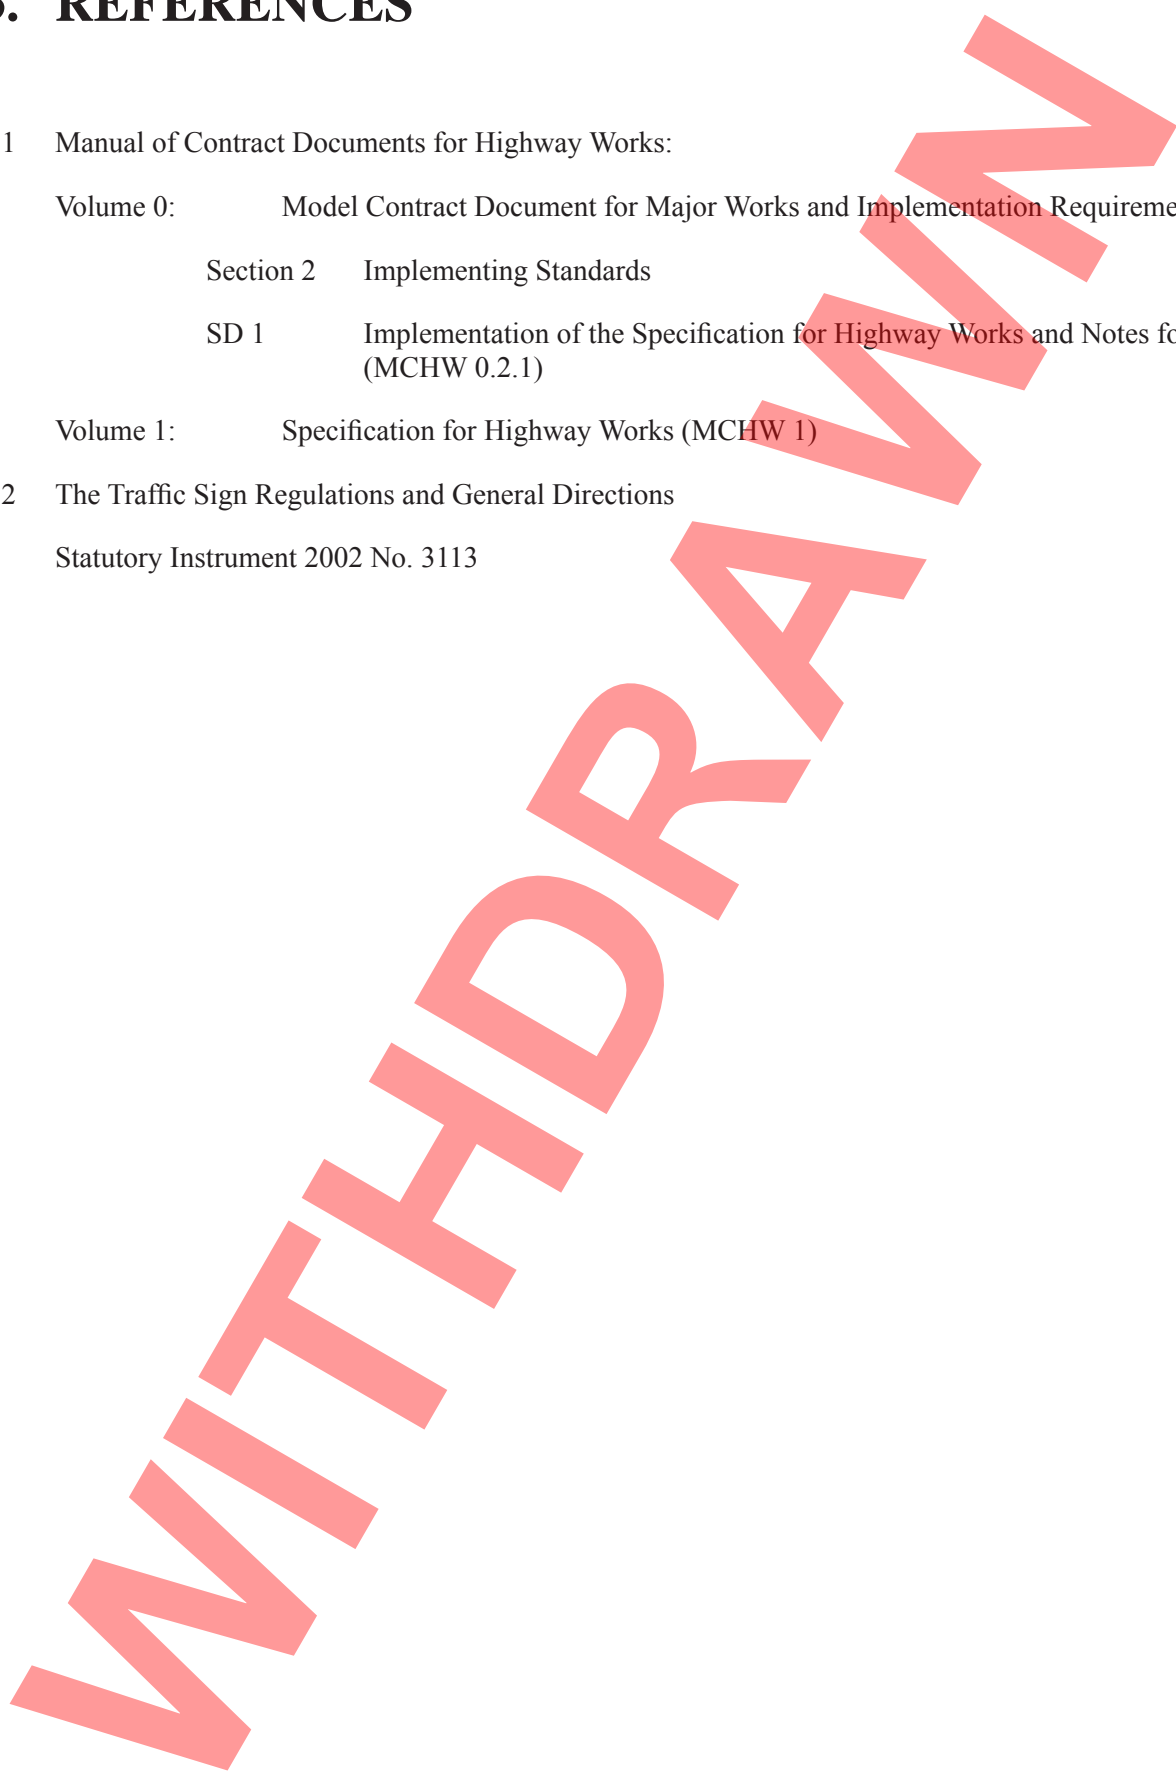 REFERENCES
1 Manual of Contract Documents for Highway Works:
Volume 0: Model Contract Document for Major Works and Implementation
Section 2 Implementing Standards
SD 1 Implementation of the Specification for Highway Works and Notes
(MCHW 0.2.1)
Volume 1: Specification for Highway Works (MCHW 1)
2 The Traffic Sign Regulations and General Directions
Statutory Instrument 2002 No. 3113
WITHDRAWN